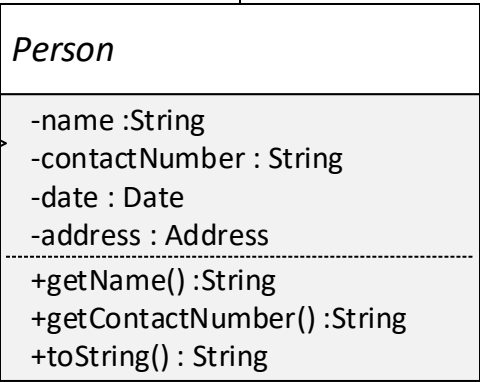 Person
-name :String
-contactNumber : String
-date : Date
-address : Address
+getName() :String
+getContactNumber() :String
+toString() : String